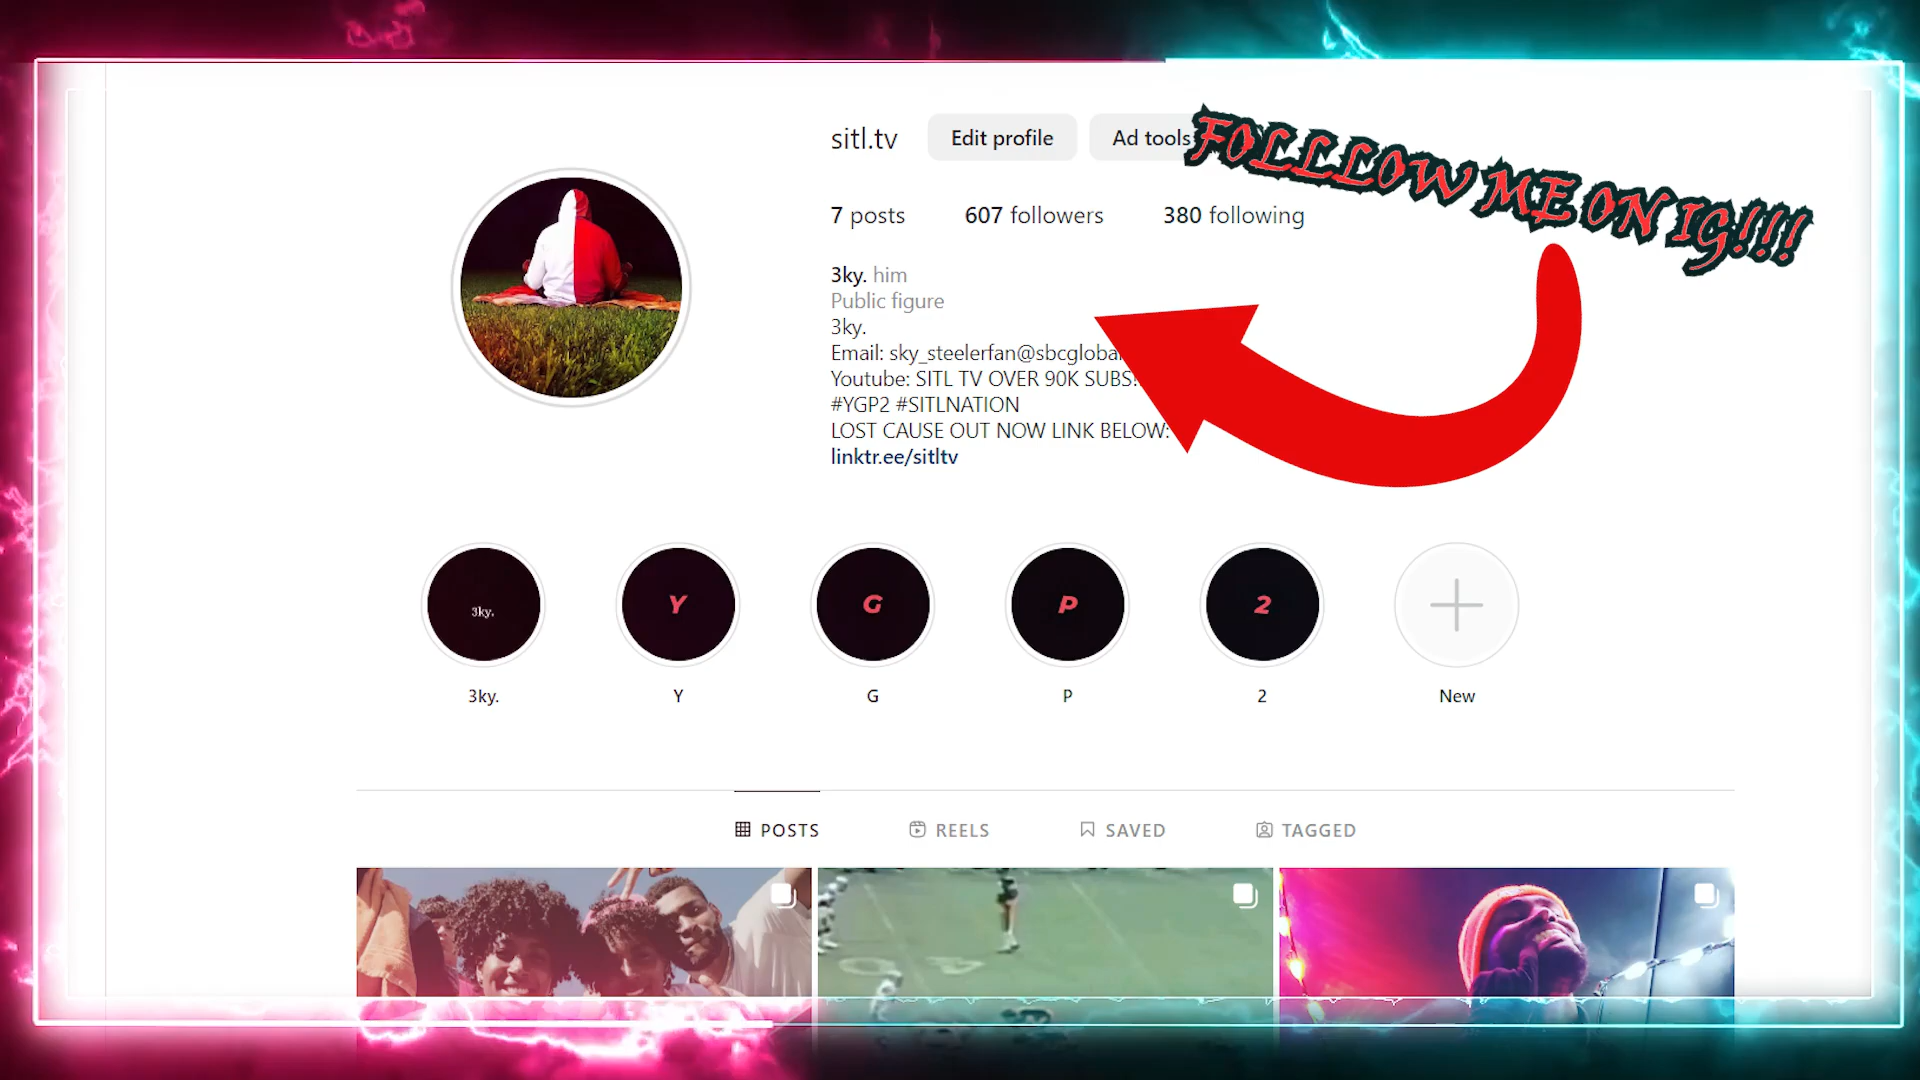 sitl.tv Edit profile Ad tools
FOLLLOW ME ON IG!!!
7 posts 607 followers 380 following
3ky. him
Public figure
3ky.
Email: sky_steelerfan@sbcgloba
Youtube: SITL TV OVER 90K SUBS!
#YGP2 #SITLNATION
LOST CAUSE OUT NOW LINK BELOW:
linktr.ee/sitltv
3ky. Y G P 2
3ky. Y G P 2 New
POSTS REELS SAVED TAGGED